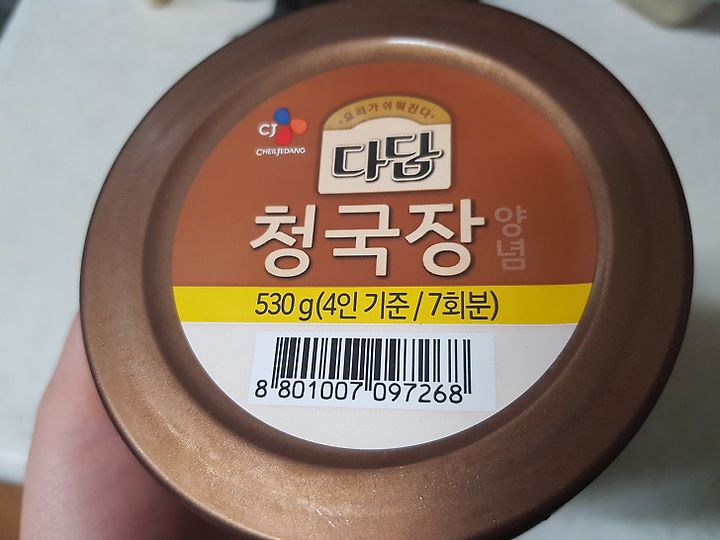 ·요리가 쉬워진다·
CJ
CHEILJEDANG
다담
청국장 양념
530 g(4인 기준 / 7회분)
8 801007 097268